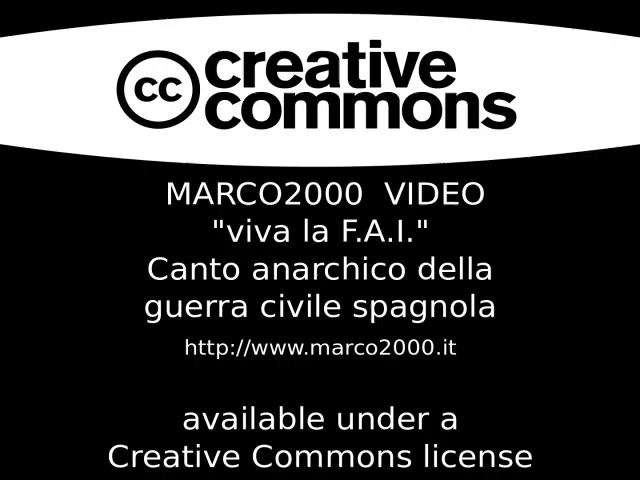 cc creative
commons
MARCO2000 VIDEO
"viva la F.A.I."
Canto anarchico della
guerra civile spagnola
http://www.marco2000.it
available under a
Creative Commons license